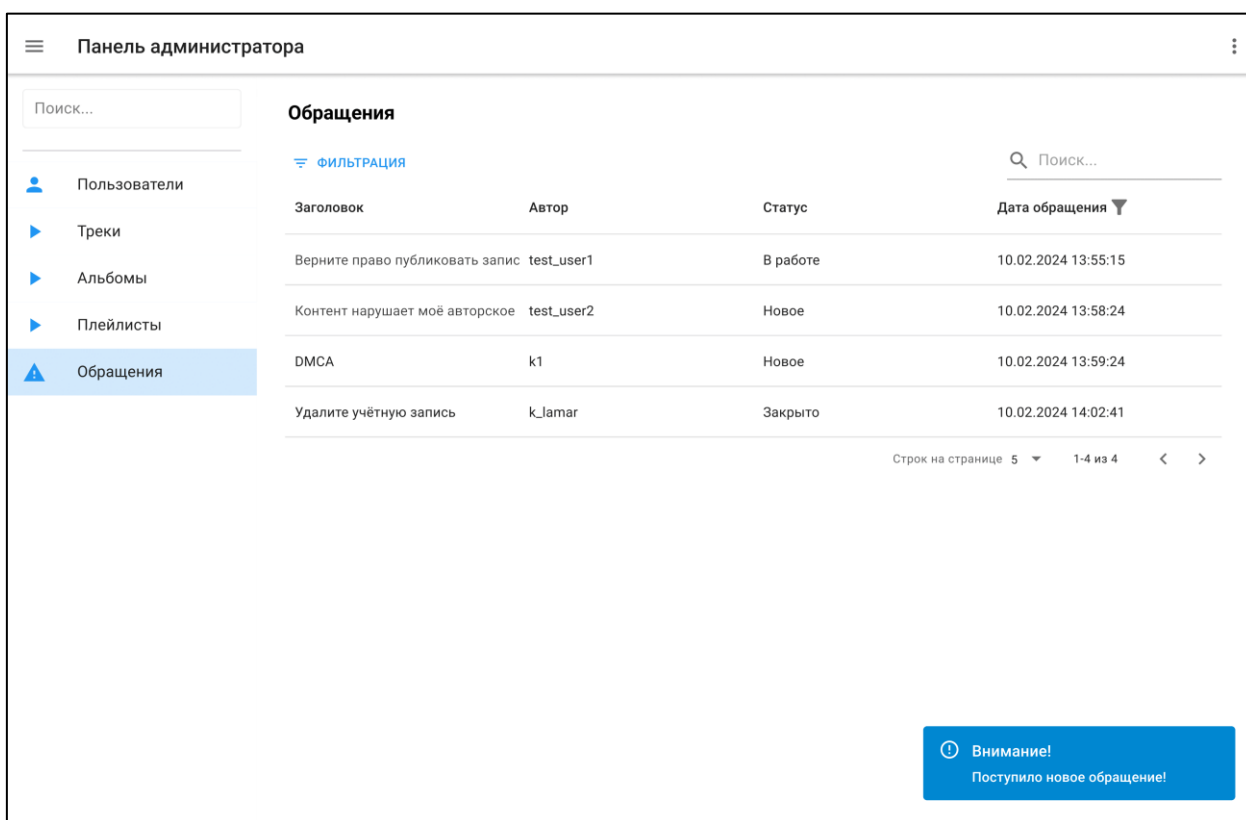 Панель администратора
Поиск...
Пользователи
Треки
Альбомы
Плейлисты
Обращения
Обращения
ФИЛЬТРАЦИЯ
Поиск...
Заголовок Автор Статус Дата обращения
Верните право публиковать запис test_user1 В работе 10.02.2024 13:55:15
Контент нарушает моё авторское test_user2 Новое 10.02.2024 13:58:24
DMCA k1 Новое 10.02.2024 13:59:24
Удалите учётную запись k_lamar Закрыто 10.02.2024 14:02:41
Строк на странице 5 1-4 из 4
Внимание!
Поступило новое обращение!